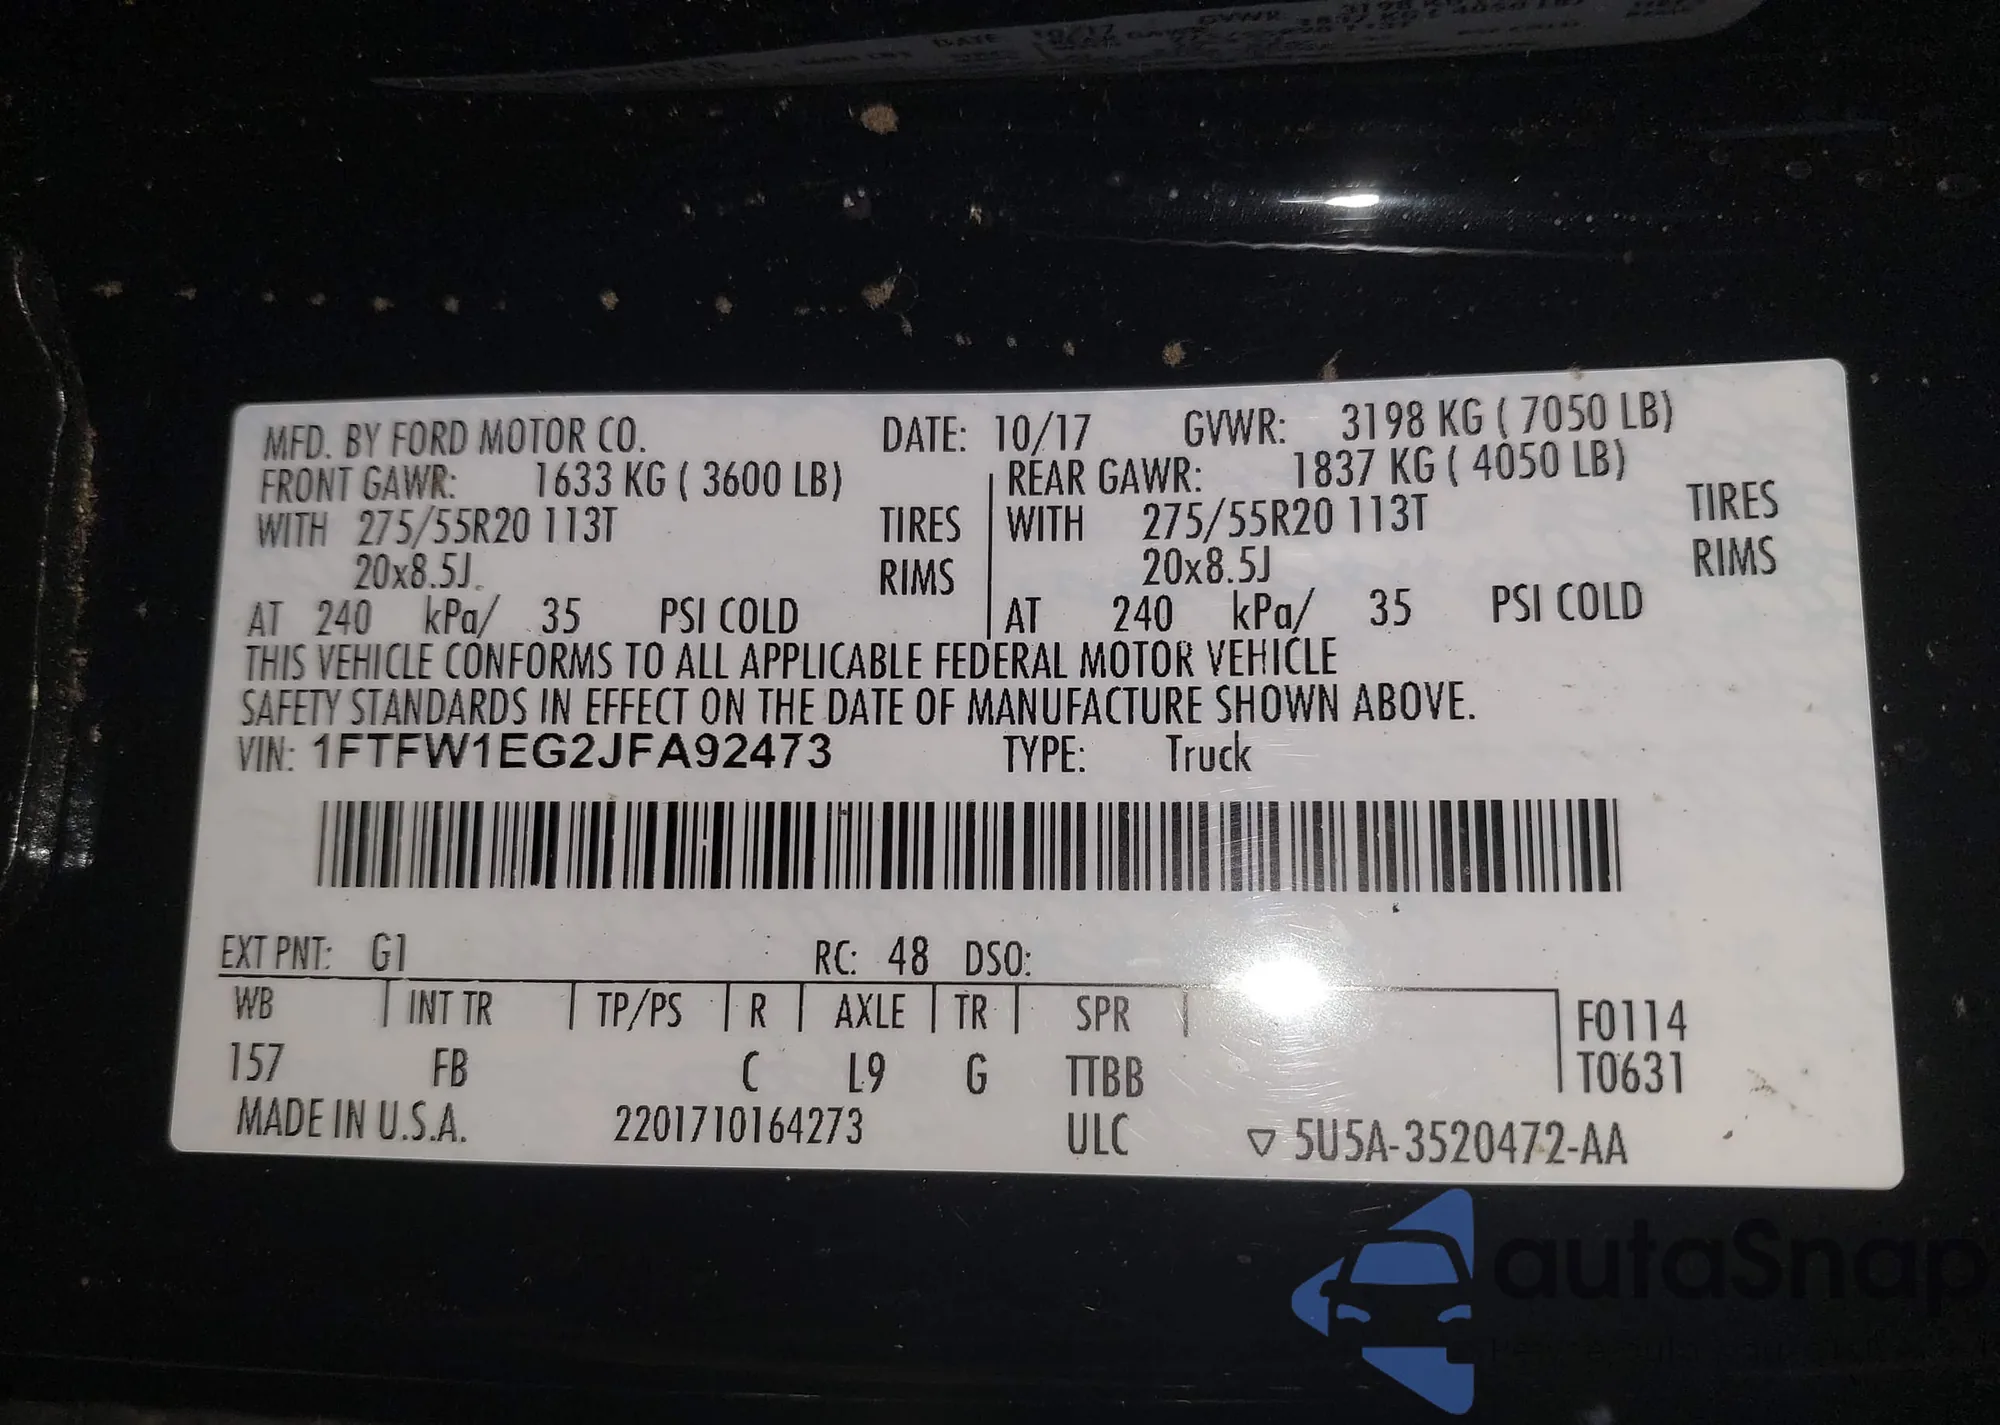 MFD. BY FORD MOTOR CO. DATE: 10/17 GVWR: 3198 KG ( 7050 LB)
FRONT GAWR: 1633 KG ( 3600 LB) REAR GAWR: 1837 KG ( 4050 LB)
WITH 275/55R20 113T TIRES WITH 275/55R20 113T TIRES
20x8.5J RIMS 20x8.5J RIMS
AT 240 kPa/ 35 PSI COLD AT 240 kPa/ 35 PSI COLD
THIS VEHICLE CONFORMS TO ALL APPLICABLE FEDERAL MOTOR VEHICLE
SAFETY STANDARDS IN EFFECT ON THE DATE OF MANUFACTURE SHOWN ABOVE.
VIN: 1FTFW1EG2JFA92473 TYPE: Truck
EXT PNT: G1 RC: 48 DSO:
WB INT TR TP/PS R AXLE TR SPR F0114
157 FB C L9 G TTBB T0631
MADE IN U.S.A. 2201710164273 ULC ▽ 5U5A-3520472-AA
autaSnap